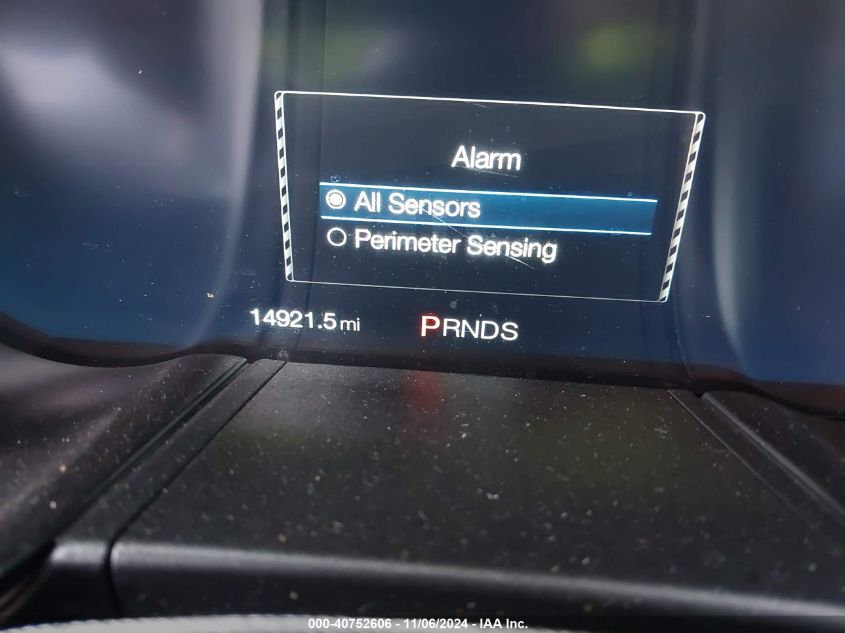 Alarm
All Sensors
Perimeter Sensing
14921.5 mi PRNDS
000-40752606 - 11/06/2024 - IAA Inc.